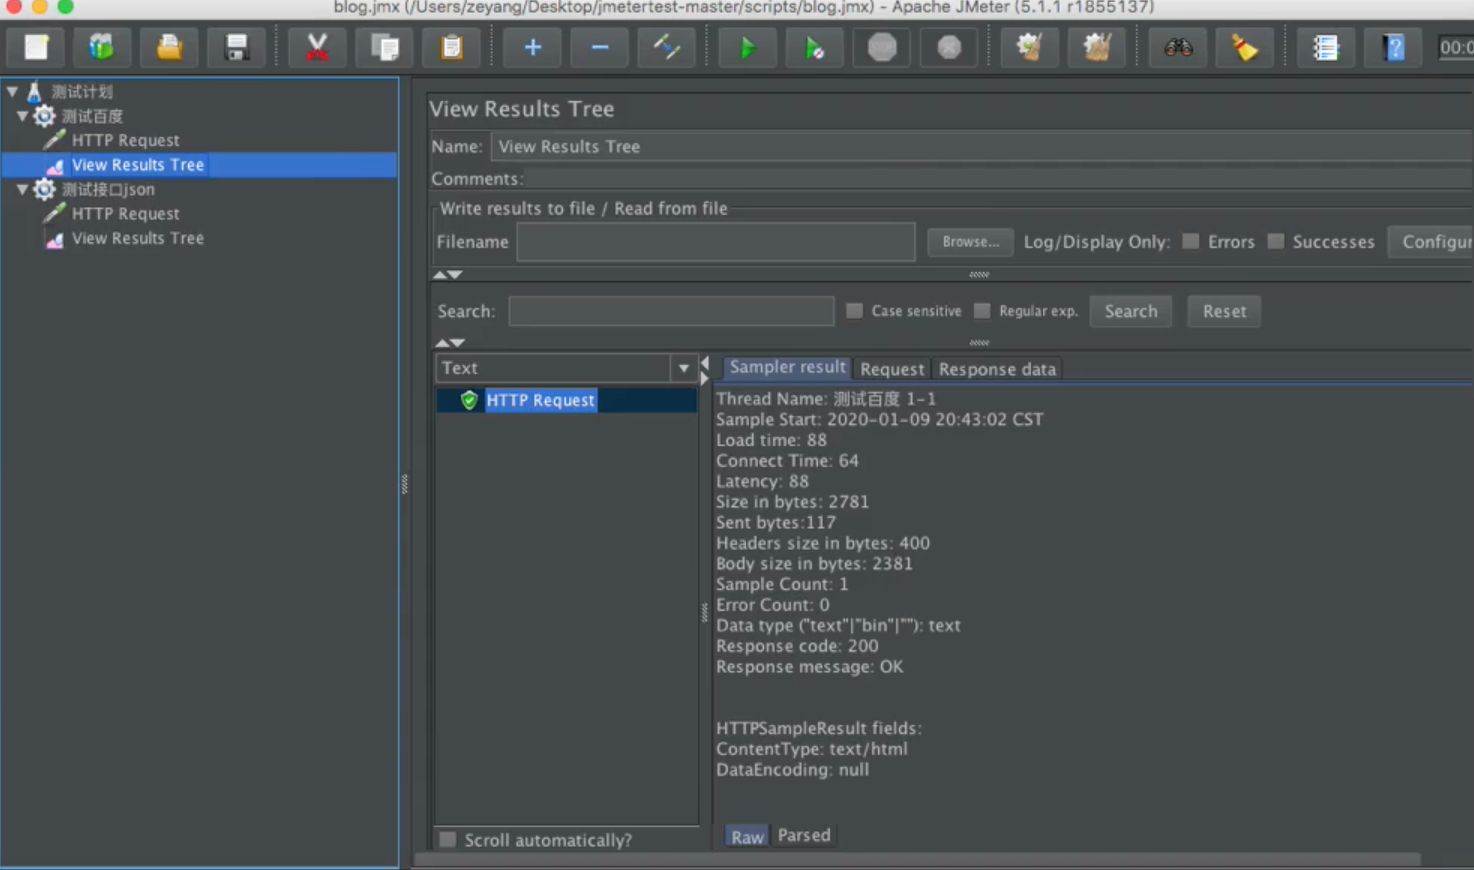 blog.jmx (/Users/zeyang/Desktop/jmetertest-master/scripts/blog.jmx) - Apache JMeter (5.1.1 r1855137)
00:0
测试计划
测试百度
HTTP Request
View Results Tree
测试接口json
HTTP Request
View Results Tree
View Results Tree
Name: View Results Tree
Comments:
Write results to file / Read from file
Filename Browse... Log/Display Only: Errors Successes Configur
Search: Case sensitive Regular exp. Search Reset
Text
HTTP Request
Scroll automatically?
Sampler result Request Response data
Thread Name: 测试百度 1-1
Sample Start: 2020-01-09 20:43:02 CST
Load time: 88
Connect Time: 64
Latency: 88
Size in bytes: 2781
Sent bytes:117
Headers size in bytes: 400
Body size in bytes: 2381
Sample Count: 1
Error Count: 0
Data type ("text"|"bin"|""): text
Response code: 200
Response message: OK
HTTPSampleResult fields:
ContentType: text/html
DataEncoding: null
Raw Parsed